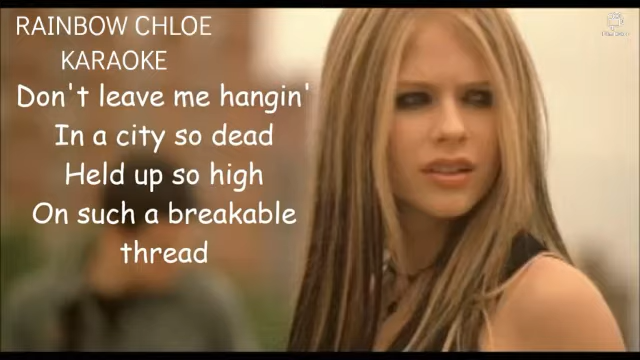 RAINBOW CHLOE
KARAOKE
Don't leave me hangin'
In a city so dead
Held up so high
On such a breakable
thread